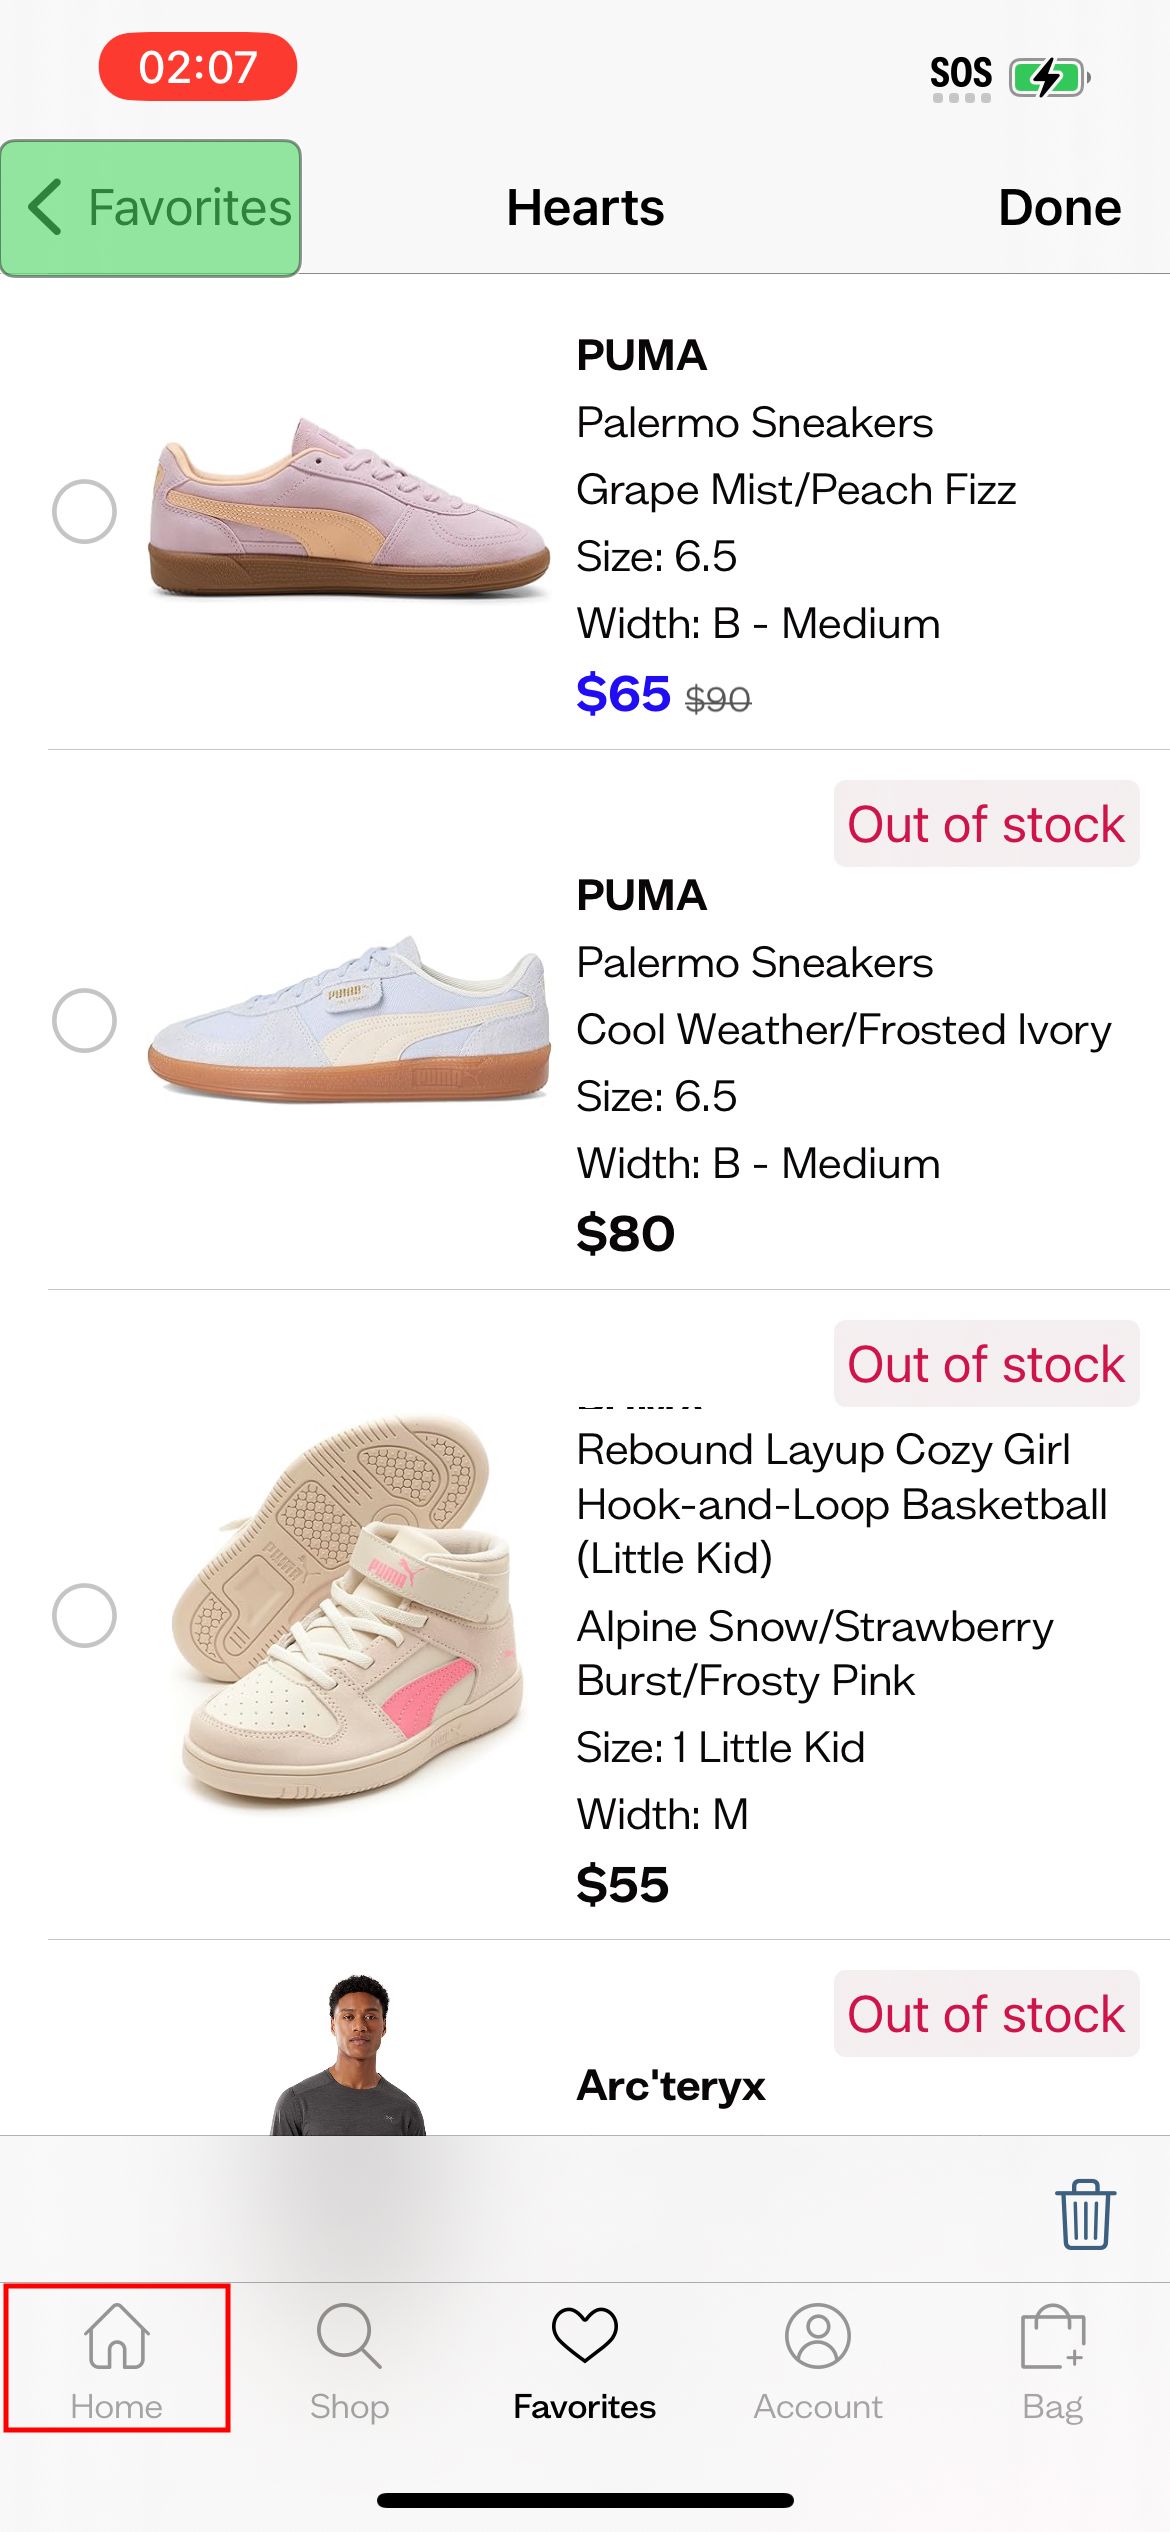 02:07
SOS
Favorites
Hearts
Done
PUMA
Palermo Sneakers
Grape Mist/Peach Fizz
Size: 6.5
Width: B - Medium
$65 $90
Out of stock
PUMA
Palermo Sneakers
Cool Weather/Frosted Ivory
Size: 6.5
Width: B - Medium
$80
Out of stock
Rebound Layup Cozy Girl
Hook-and-Loop Basketball
(Little Kid)
Alpine Snow/Strawberry
Burst/Frosty Pink
Size: 1 Little Kid
Width: M
$55
Out of stock
Arc'teryx
Home
Shop
Favorites
Account
Bag